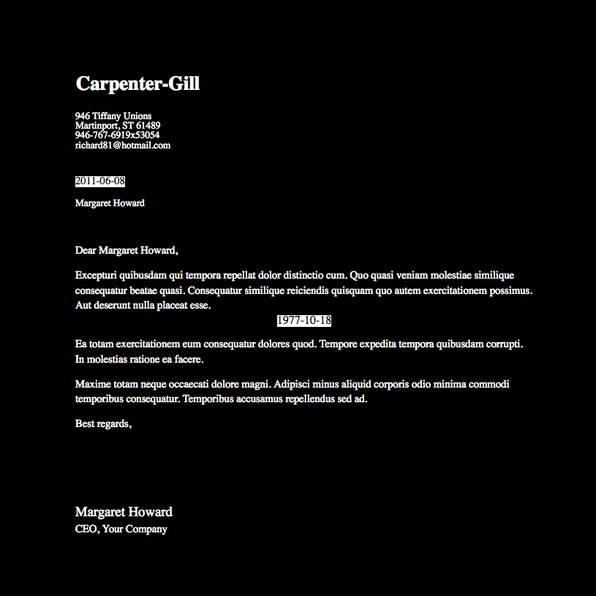 Carpenter-Gill
946 Tiffany Unions
Martinport, ST 61489
946-767-6919x53054
richard81@hotmail.com
2011-06-08
Margaret Howard
Dear Margaret Howard,
Excepturi quibusdam qui tempora repellat dolor distinctio cum. Quo quasi veniam molestiae similique
consequatur beatae quasi. Consequatur similique reiciendis quisquam quo autem exercitationem possimus.
Aut deserunt nulla placeat esse.
1977-10-18
Ea totam exercitationem eum consequatur dolores quod. Tempore expedita tempora quibusdam corrupti.
In molestias ratione ea facere.
Maxime totam neque occaecati dolore magni. Adipisci minus aliquid corporis odio minima commodi
temporibus consequatur. Temporibus accusamus repellendus sed ad.
Best regards,
Margaret Howard
CEO, Your Company